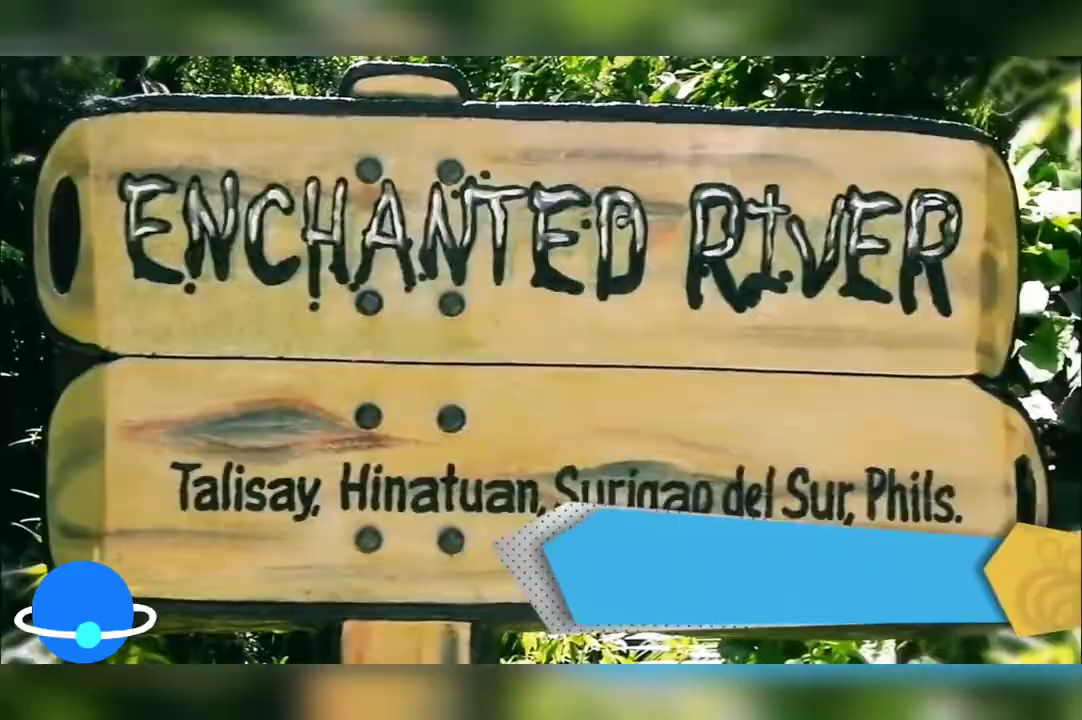 ENCHANTED RIVER
Talisay, Hinatuan, Surigao del Sur, Phils.